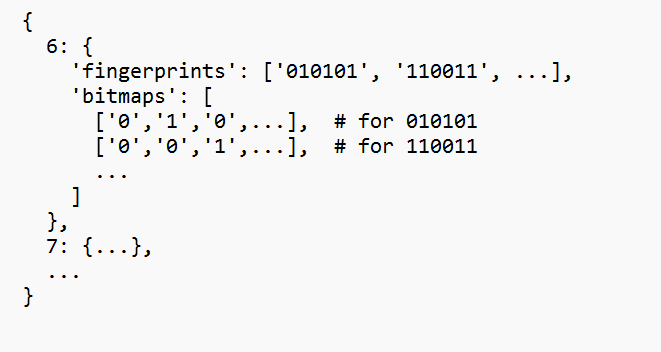 {
  6: {
    'fingerprints': ['010101', '110011', ...],
    'bitmaps': [
      ['0','1','0',...],  # for 010101
      ['0','0','1',...],  # for 110011
      ...
    ]
  },
  7: {...},
  ...
}